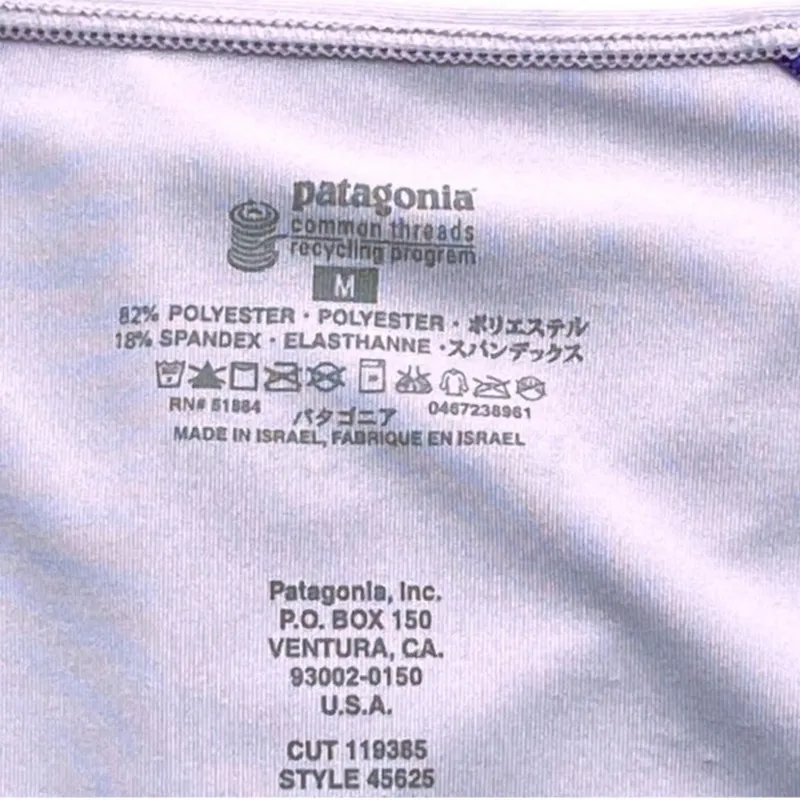 patagonia
common threads
recycling program
M
82% POLYESTER · POLYESTER · ポリエステル
18% SPANDEX · ELASTHANNE · スパンデックス
RN# 51884 パタゴニア 0467238961
MADE IN ISRAEL, FABRIQUE EN ISRAEL
Patagonia, Inc.
P.O. BOX 150
VENTURA, CA.
93002-0150
U.S.A.
CUT 119385
STYLE 45625